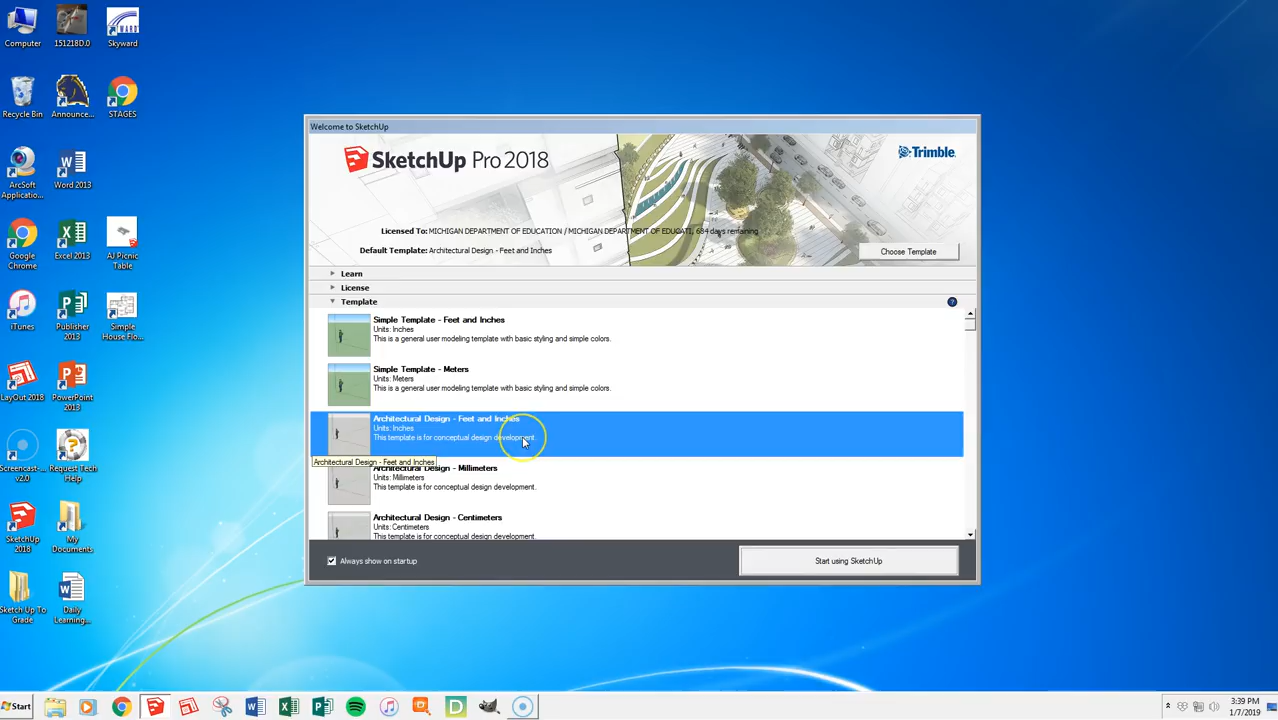 Computer
151218D.0
Skyward
Recycle Bin
Announce...
STAGES
ArcSoft
Applicatio...
Word 2013
Google
Chrome
Excel 2013
AJ Picnic
Table
iTunes
Publisher
2013
Simple
House Flo...
LayOut 2018
PowerPoint
2013
Screencast-...
v2.0
Request Tech
Help
SketchUp
2018
My
Documents
Sketch Up To
Grade
Daily
Learning...
Welcome to SketchUp
SketchUp Pro 2018
Trimble.
Licensed To: MICHIGAN DEPARTMENT OF EDUCATION / MICHIGAN DEPARTMENT OF EDUCATI, 684 days remaining.
Default Template: Architectural Design - Feet and Inches
Choose Template
Learn
License
Template
?
Simple Template - Feet and Inches
Units: Inches
This is a general user modeling template with basic styling and simple colors.
Simple Template - Meters
Units: Meters
This is a general user modeling template with basic styling and simple colors.
Architectural Design - Feet and Inches
Units: Inches
This template is for conceptual design development.
Architectural Design - Feet and Inches
Architectural Design - Millimeters
Units: Millimeters
This template is for conceptual design development.
Architectural Design - Centimeters
Units: Centimeters
This template is for conceptual design development.
Always show on startup
Start using SketchUp
Start
3:39 PM
1/7/2019